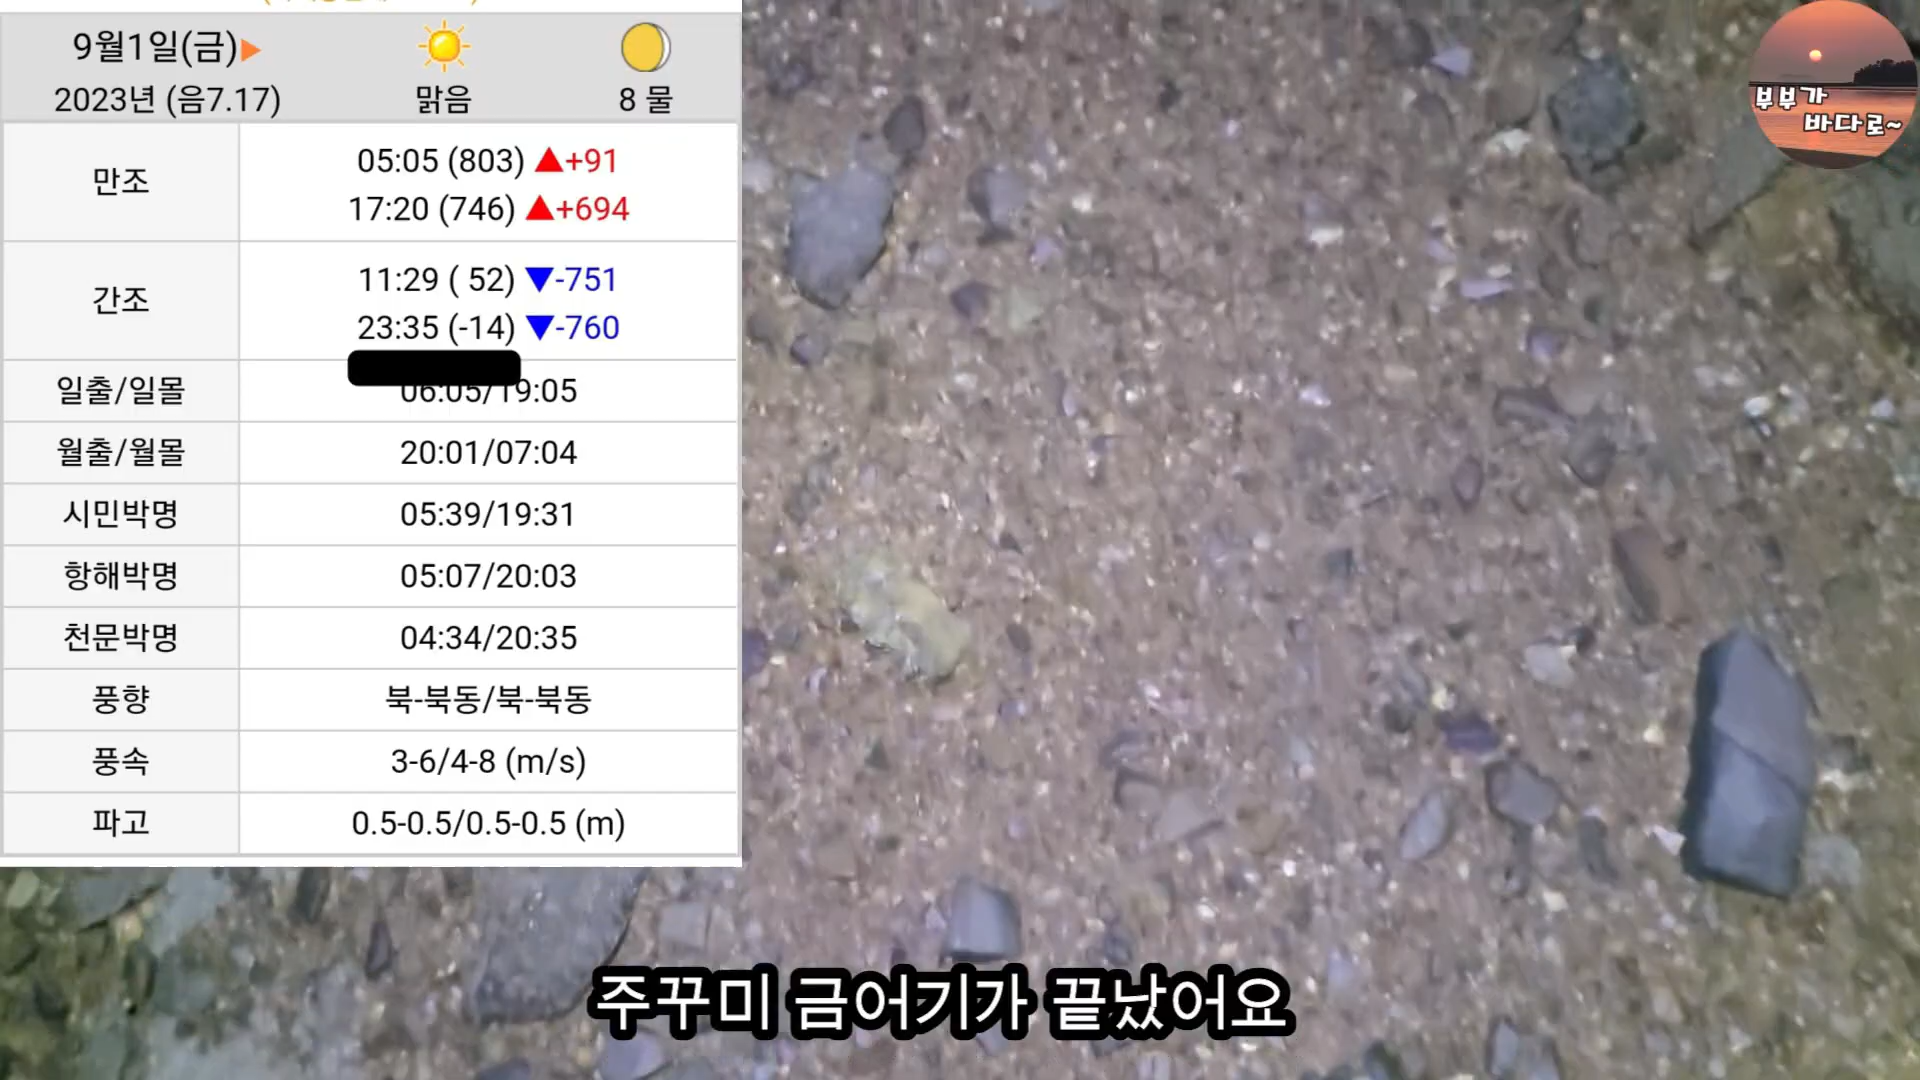 9월1일(금)▶
2023년 (음7.17) 맑음 8 물
만조 05:05 (803) ▲+91
17:20 (746) ▲+694
간조 11:29 ( 52) ▼-751
23:35 (-14) ▼-760
일출/일몰 06:05/19:05
월출/월몰 20:01/07:04
시민박명 05:39/19:31
항해박명 05:07/20:03
천문박명 04:34/20:35
풍향 북-북동/북-북동
풍속 3-6/4-8 (m/s)
파고 0.5-0.5/0.5-0.5 (m)
부부가
바다로~
주꾸미 금어기가 끝났어요